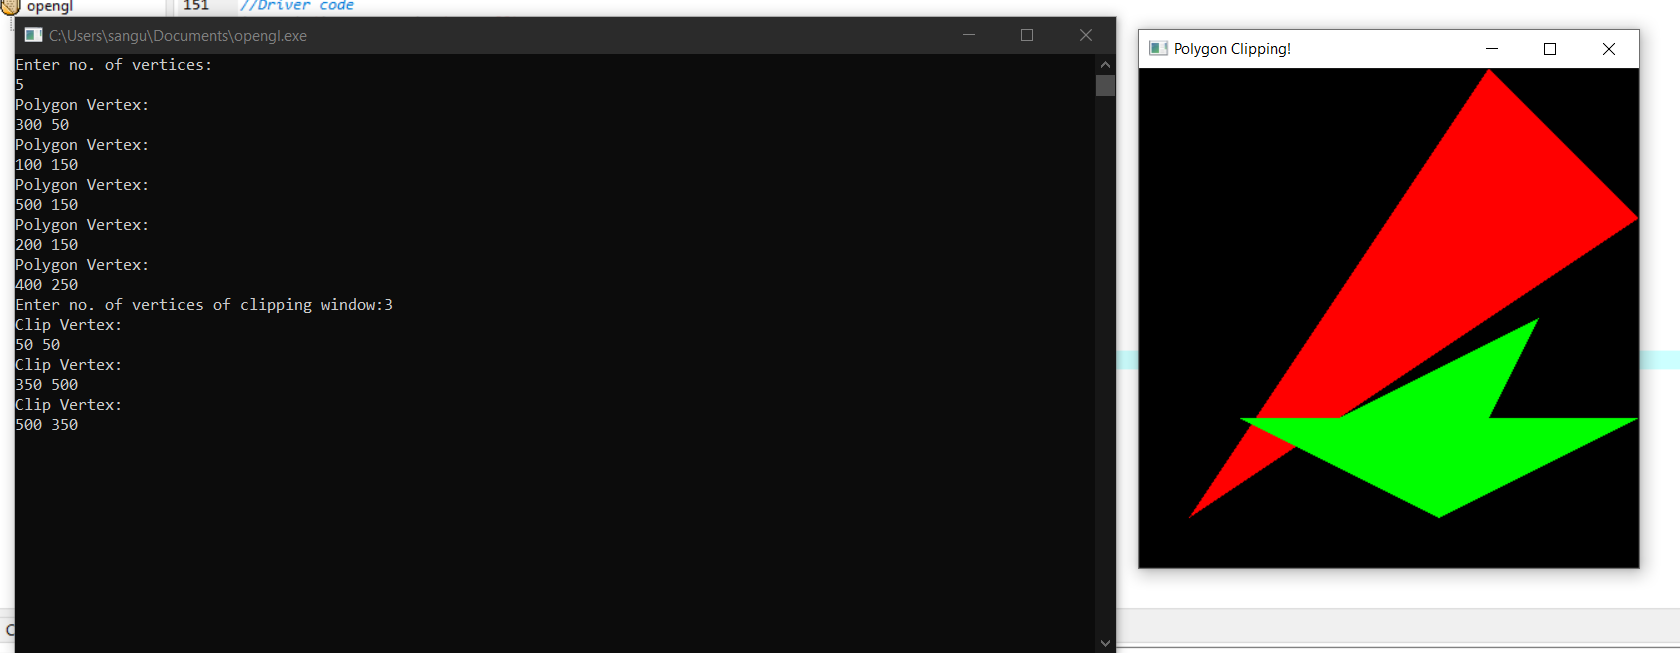 opengl
151 //Driver code
C:\Users\sangu\Documents\opengl.exe
Enter no. of vertices:
5
Polygon Vertex:
300 50
Polygon Vertex:
100 150
Polygon Vertex:
500 150
Polygon Vertex:
200 150
Polygon Vertex:
400 250
Enter no. of vertices of clipping window:3
Clip Vertex:
50 50
Clip Vertex:
350 500
Clip Vertex:
500 350
Polygon Clipping!